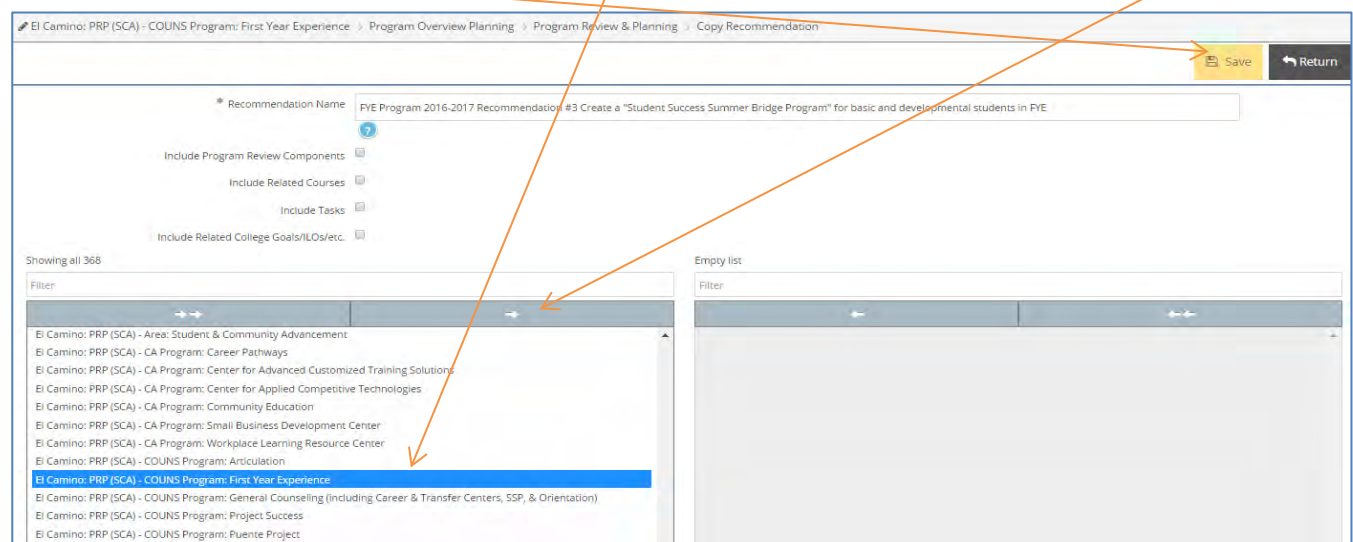 El Camino: PRP (SCA) - COUNS Program: First Year Experience > Program Overview Planning > Program Review & Planning > Copy Recommendation
Save Return
* Recommendation Name FYE Program 2016-2017 Recommendation #3 Create a "Student Success Summer Bridge Program" for basic and developmental students in FYE
?
Include Program Review Components
Include Related Courses
Include Tasks
Include Related College Goals/ILOs/etc.
Showing all 368
Filter
El Camino: PRP (SCA) - Area: Student & Community Advancement
El Camino: PRP (SCA) - CA Program: Career Pathways
El Camino: PRP (SCA) - CA Program: Center for Advanced Customized Training Solutions
El Camino: PRP (SCA) - CA Program: Center for Applied Competitive Technologies
El Camino: PRP (SCA) - CA Program: Community Education
El Camino: PRP (SCA) - CA Program: Small Business Development Center
El Camino: PRP (SCA) - CA Program: Workplace Learning Resource Center
El Camino: PRP (SCA) - COUNS Program: Articulation
El Camino: PRP (SCA) - COUNS Program: First Year Experience
El Camino: PRP (SCA) - COUNS Program: General Counseling (including Career & Transfer Centers, SSP, & Orientation)
El Camino: PRP (SCA) - COUNS Program: Project Success
El Camino: PRP (SCA) - COUNS Program: Puente Project
Empty list
Filter